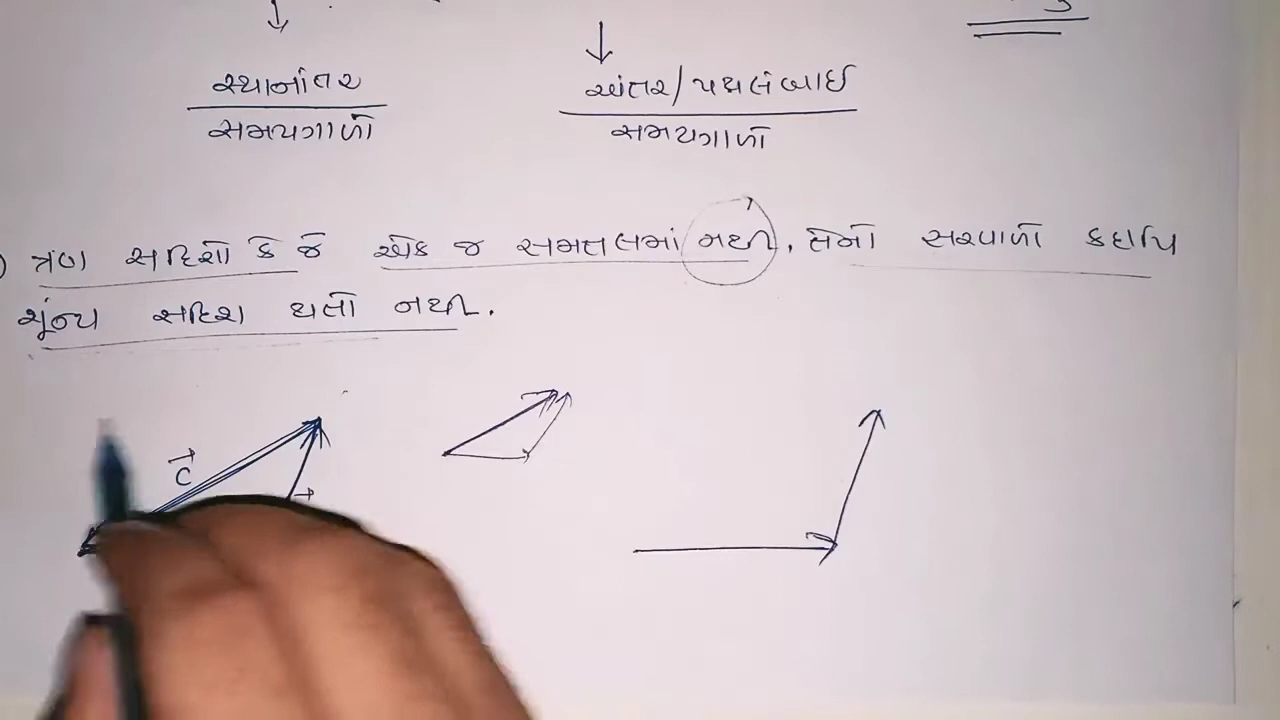 સ્થાનાંતર
સમયગાળો
અંતર/પથલંબાઈ
સમયગાળો
ત્રણ સદિશો કે જે એક જ સમતલમાં નથી, તેનો સરવાળો કદાપિ
શૂન્ય સદિશ થતો નથી.
C